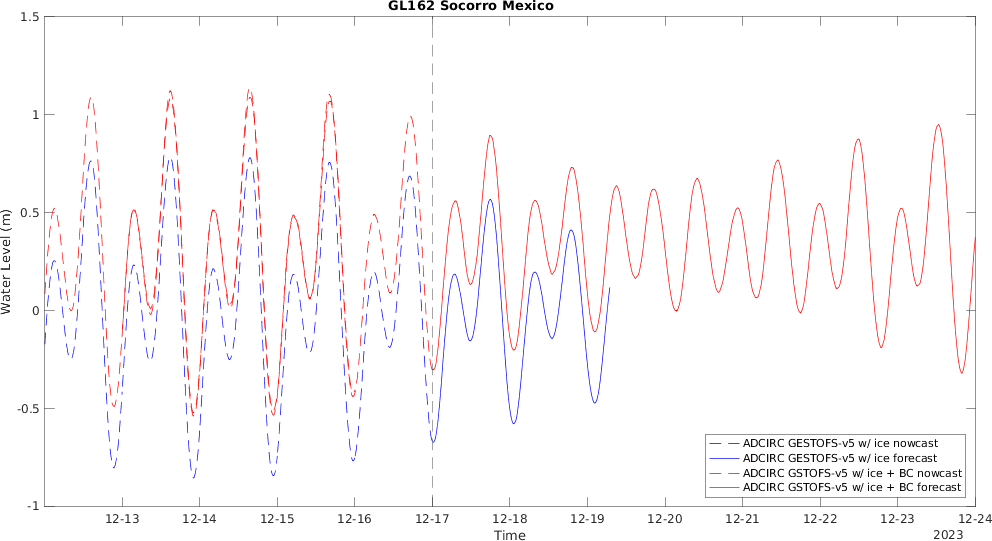 GL162 Socorro Mexico
1.5
1
0.5
0
-0.5
-1
Water Level (m)
12-13 12-14 12-15 12-16 12-17 12-18 12-19 12-20 12-21 12-22 12-23 12-24
Time
2023
ADCIRC GESTOFS-v5 w/ ice nowcast
ADCIRC GESTOFS-v5 w/ ice forecast
ADCIRC GSTOFS-v5 w/ ice + BC nowcast
ADCIRC GSTOFS-v5 w/ ice + BC forecast